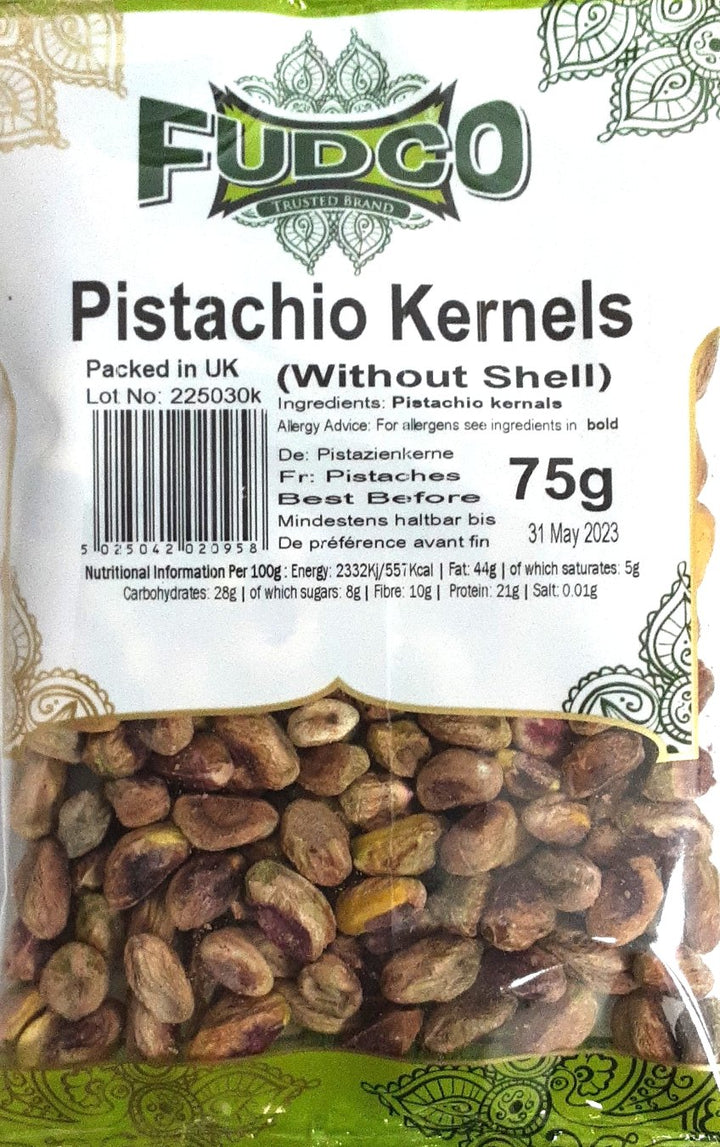 FUDCO
TRUSTED BRAND
Pistachio Kernels
Packed in UK
(Without Shell)
Lot No: 225030k
Ingredients: Pistachio kernals
Allergy Advice: For allergens see ingredients in bold
De: Pistazienkerne
Fr: Pistaches
75g
Best Before
Mindestens haltbar bis
31 May 2023
De préférence avant fin
5 025042 020958
Nutritional Information Per 100g : Energy: 2332Kj/557Kcal | Fat: 44g | of which saturates: 5g
Carbohydrates: 28g | of which sugars: 8g | Fibre: 10g | Protein: 21g | Salt: 0.01g